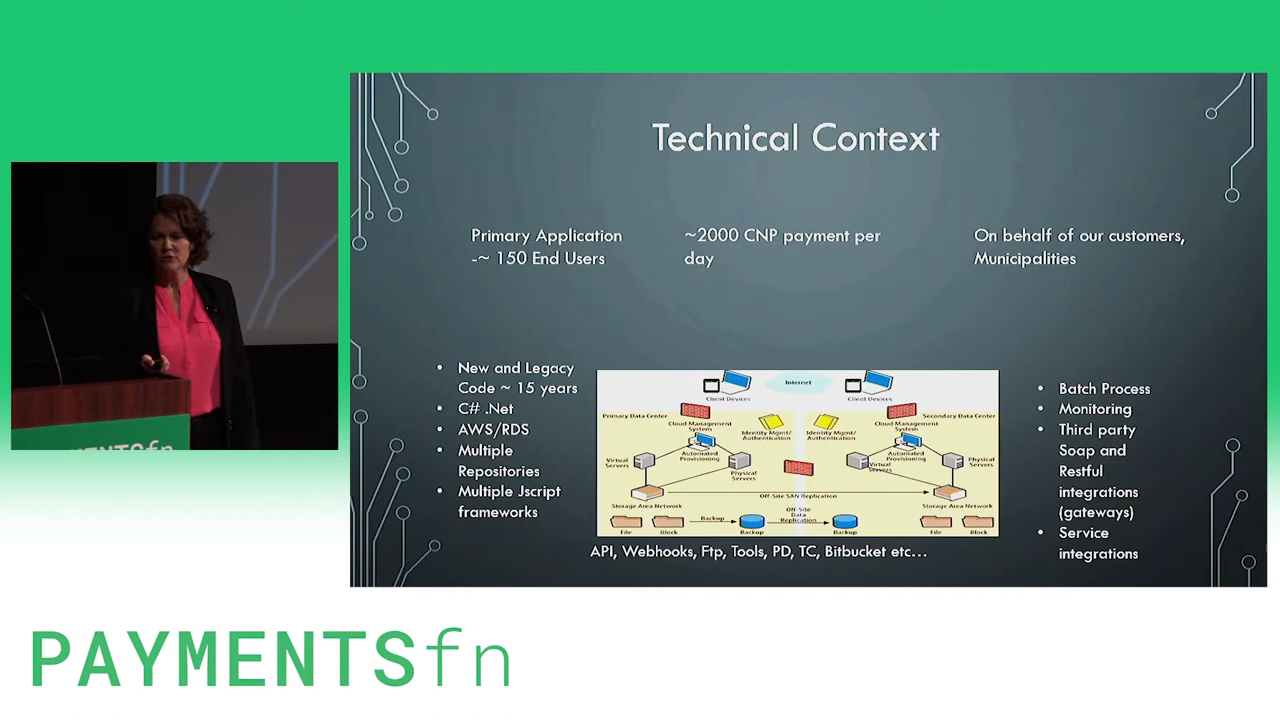 Technical Context
Primary Application
-~ 150 End Users
~2000 CNP payment per
day
On behalf of our customers,
Municipalities
• New and Legacy
Code ~ 15 years
• C# .Net
• AWS/RDS
• Multiple
Repositories
• Multiple Jscript
frameworks
Internet
Client Devices
Client Devices
Primary Data Center
Secondary Data Center
Cloud Management
System
Cloud Management
System
Identity Mgmt/
Authentication
Identity Mgmt/
Authentication
Automated
Provisioning
Automated
Provisioning
Virtual
Servers
Physical
Servers
Virtual
Servers
Physical
Servers
Off-Site SAN Replication
Storage Area Network
Storage Area Network
Off-Site
Data
Replication
Backup
File
Block
Backup
Backup
File
Block
API, Webhooks, Ftp, Tools, PD, TC, Bitbucket etc...
• Batch Process
• Monitoring
• Third party
Soap and
Restful
integrations
(gateways)
• Service
integrations
PAYMENTSfn